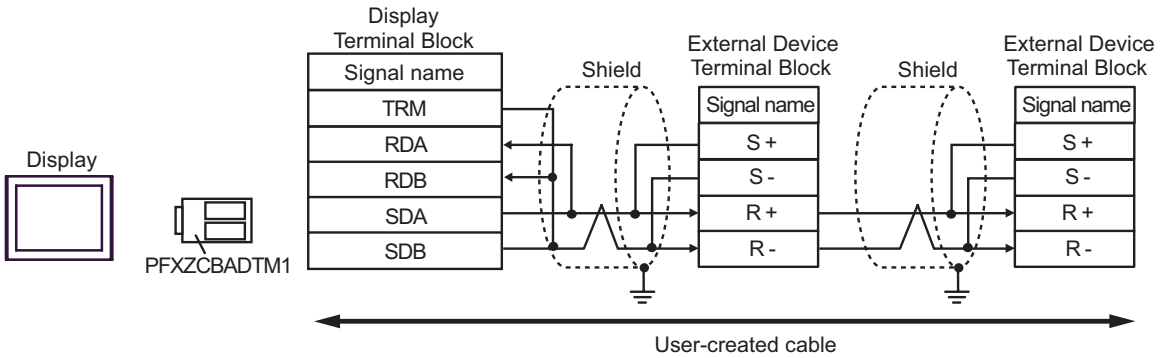 Display
PFXZCBADTM1
Display
Terminal Block
Signal name
TRM
RDA
RDB
SDA
SDB
Shield
External Device
Terminal Block
Signal name
S +
S -
R +
R -
Shield
External Device
Terminal Block
Signal name
S +
S -
R +
R -
User-created cable